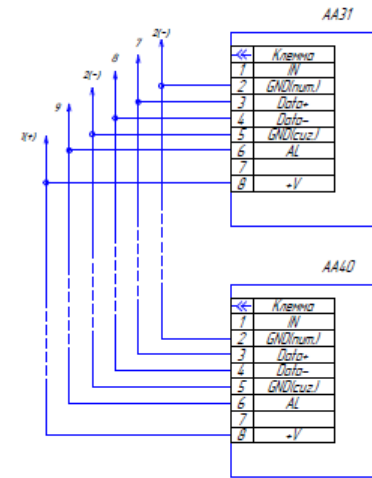 AA31
2(-)
7
8
2(-)
9
1(+)
Клемма
1 IN
2 GND(пит.)
3 Data+
4 Data-
5 GND(сиг.)
6 AL
7
8 +V
AA40
Клемма
1 IN
2 GND(пит.)
3 Data+
4 Data-
5 GND(сиг.)
6 AL
7
8 +V